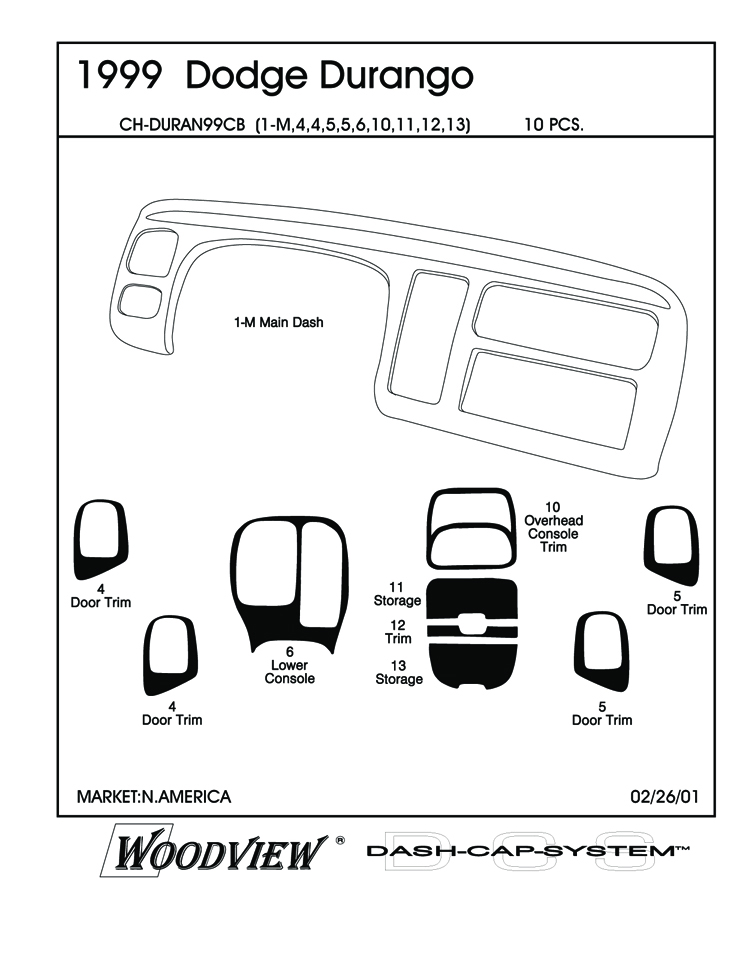 1999 Dodge Durango
CH-DURAN99CB (1-M,4,4,5,5,6,10,11,12,13) 10 PCS.
1-M Main Dash
10
Overhead
Console
Trim
4
Door Trim
11
Storage
5
Door Trim
12
Trim
6
Lower
Console
13
Storage
4
Door Trim
5
Door Trim
MARKET:N.AMERICA 02/26/01
WOODVIEW ® DCS DASH-CAP-SYSTEM™